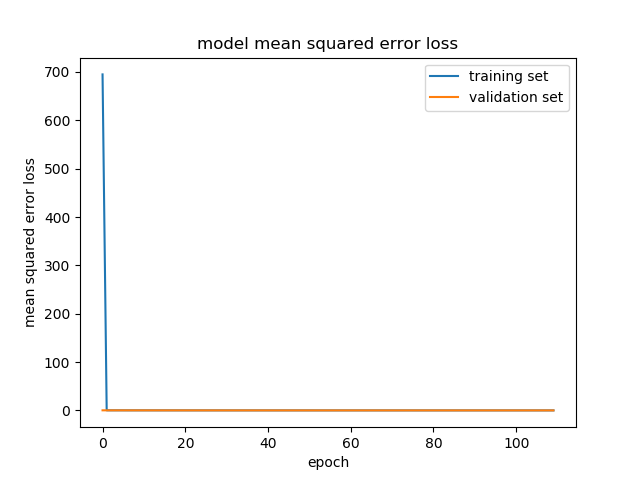 model mean squared error loss
training set
validation set
700
600
500
400
300
200
100
0
mean squared error loss
0 20 40 60 80 100
epoch